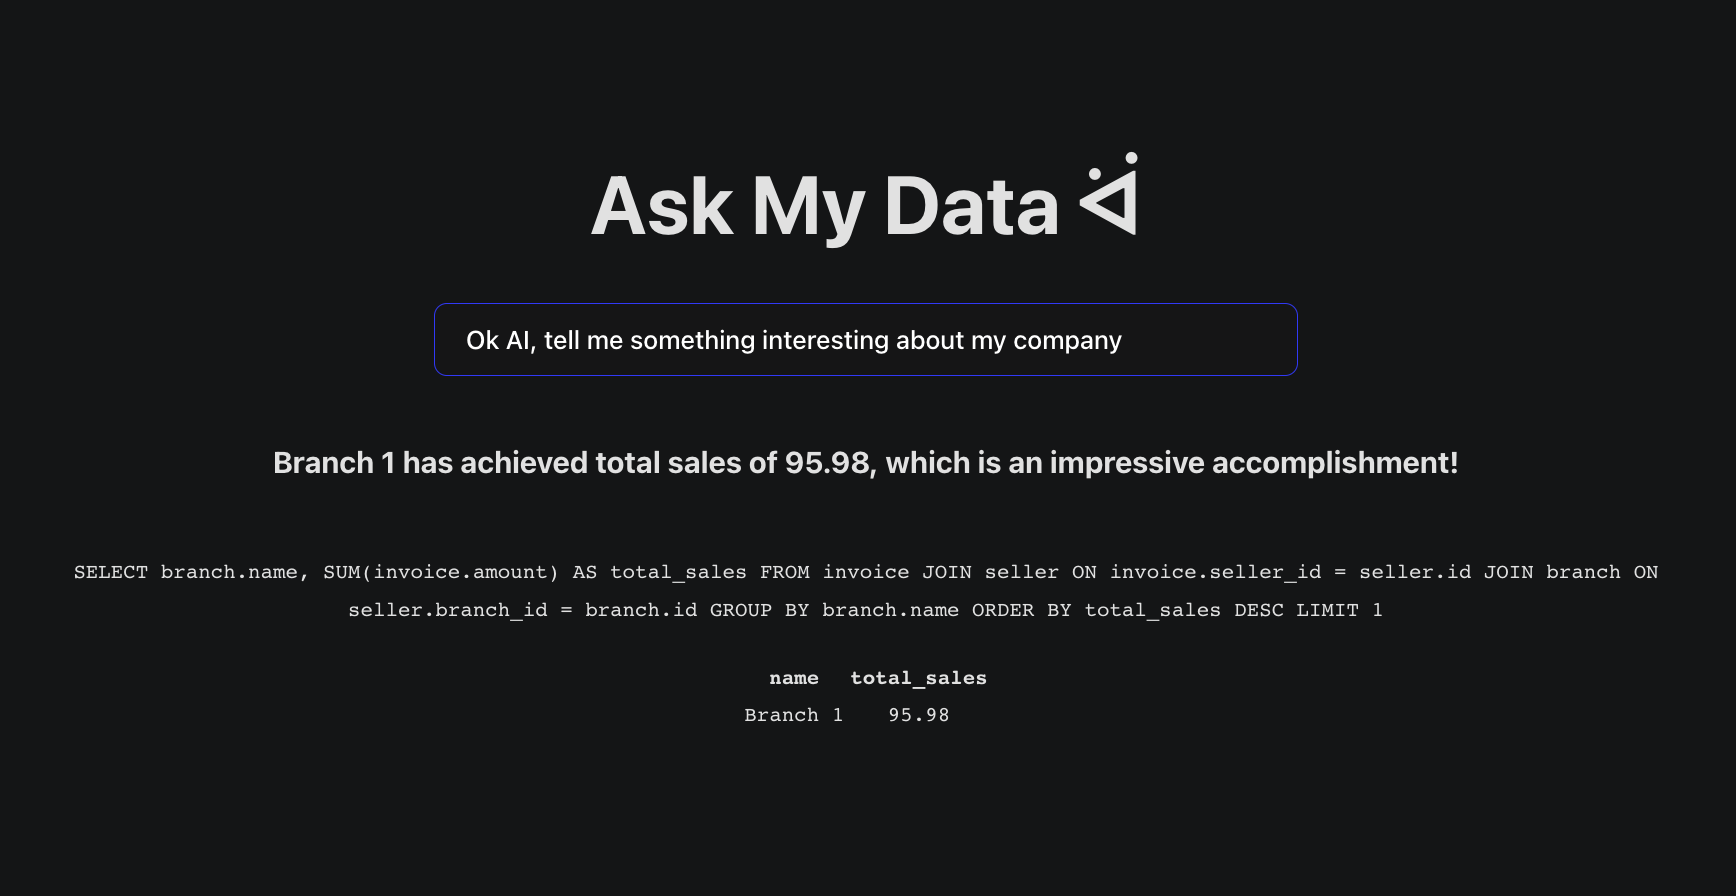 Ask My Data ᐛ
Ok AI, tell me something interesting about my company
Branch 1 has achieved total sales of 95.98, which is an impressive accomplishment!
SELECT branch.name, SUM(invoice.amount) AS total_sales FROM invoice JOIN seller ON invoice.seller_id = seller.id JOIN branch ON
seller.branch_id = branch.id GROUP BY branch.name ORDER BY total_sales DESC LIMIT 1
name total_sales
Branch 1 95.98